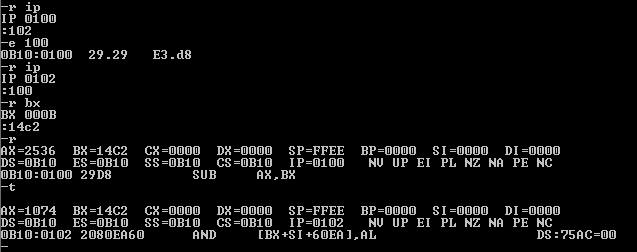 -r ip
IP 0100
:102
-e 100
0B10:0100  29.29   E3.d8
-r ip
IP 0102
:100
-r bx
BX 000B
:14c2
-r
AX=2536  BX=14C2  CX=0000  DX=0000  SP=FFEE  BP=0000  SI=0000  DI=0000
DS=0B10  ES=0B10  SS=0B10  CS=0B10  IP=0100   NV UP EI PL NZ NA PE NC
0B10:0100 29D8          SUB     AX,BX
-t
AX=1074  BX=14C2  CX=0000  DX=0000  SP=FFEE  BP=0000  SI=0000  DI=0000
DS=0B10  ES=0B10  SS=0B10  CS=0B10  IP=0102   NV UP EI PL NZ NA PE NC
0B10:0102 2080EA60      AND     [BX+SI+60EA],AL                    DS:75AC=00
-